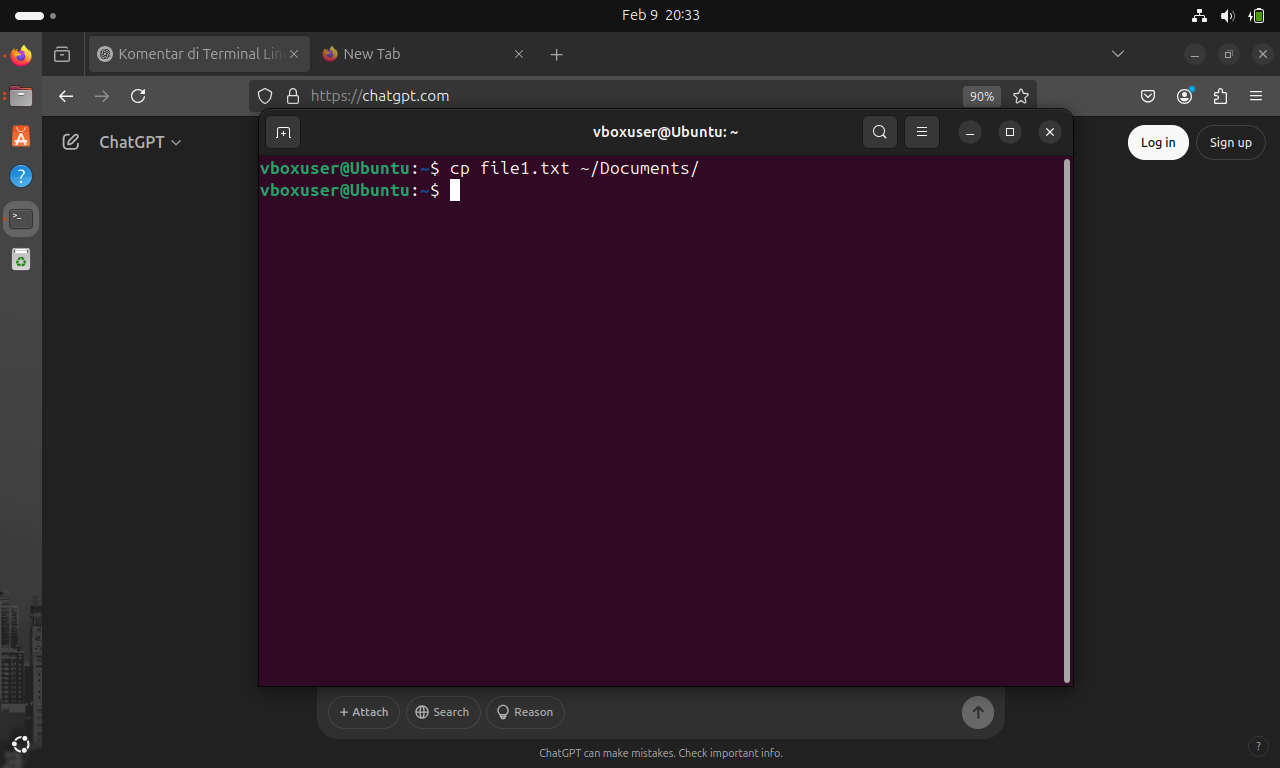 Feb 9 20:33
Komentar di Terminal Lin
New Tab
https://chatgpt.com
90%
ChatGPT
Log in
Sign up
vboxuser@Ubuntu: ~
vboxuser@Ubuntu:~$ cp file1.txt ~/Documents/
vboxuser@Ubuntu:~$
+ Attach
Search
Reason
ChatGPT can make mistakes. Check important info.
?